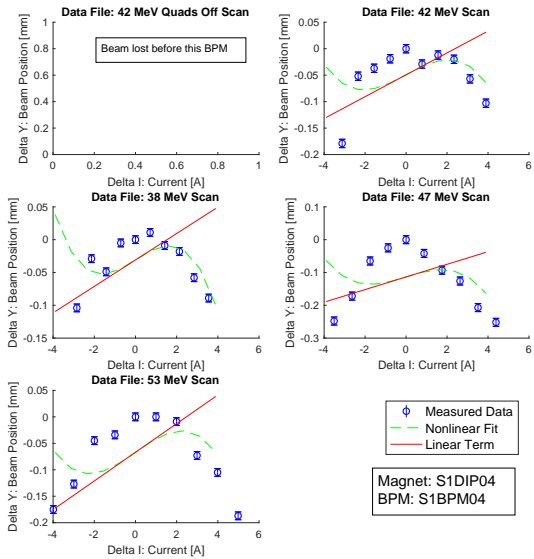 Data File: 42 MeV Quads Off Scan
Delta Y: Beam Position [mm]
1
0.8
0.6
0.4
0.2
0
Beam lost before this BPM
0 0.2 0.4 0.6 0.8 1
Delta I: Current [A]
Data File: 42 MeV Scan
Delta Y: Beam Position [mm]
0.05
0
-0.05
-0.1
-0.15
-0.2
-4 -2 0 2 4 6
Delta I: Current [A]
Data File: 38 MeV Scan
Delta Y: Beam Position [mm]
0.05
0
-0.05
-0.1
-0.15
-4 -2 0 2 4 6
Delta I: Current [A]
Data File: 47 MeV Scan
Delta Y: Beam Position [mm]
0.1
0
-0.1
-0.2
-0.3
-4 -2 0 2 4 6
Delta I: Current [A]
Data File: 53 MeV Scan
Delta Y: Beam Position [mm]
0.05
0
-0.05
-0.1
-0.15
-0.2
-4 -2 0 2 4 6
Delta I: Current [A]
Measured Data
Nonlinear Fit
Linear Term
Magnet: S1DIP04
BPM: S1BPM04